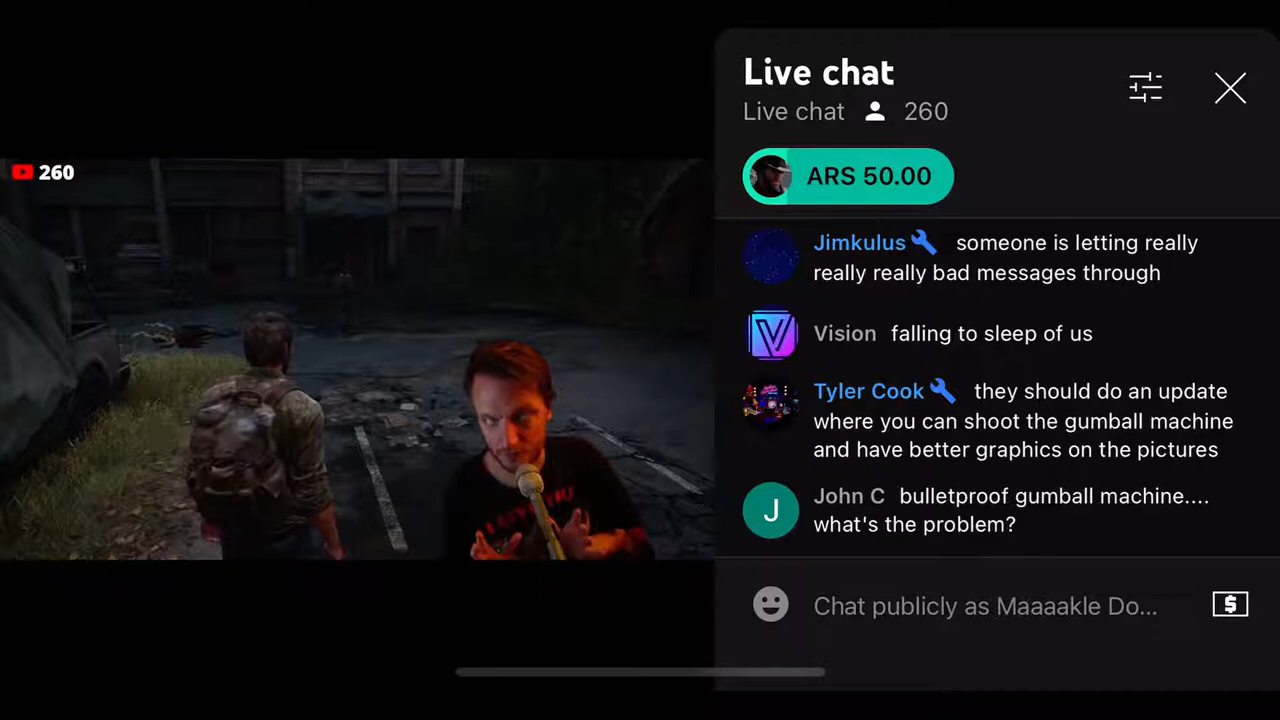 260
Live chat
Live chat 260
ARS 50.00
Jimkulus someone is letting really
really really bad messages through
Vision falling to sleep of us
Tyler Cook they should do an update
where you can shoot the gumball machine
and have better graphics on the pictures
J
John C bulletproof gumball machine....
what's the problem?
Chat publicly as Maaaakle Do...